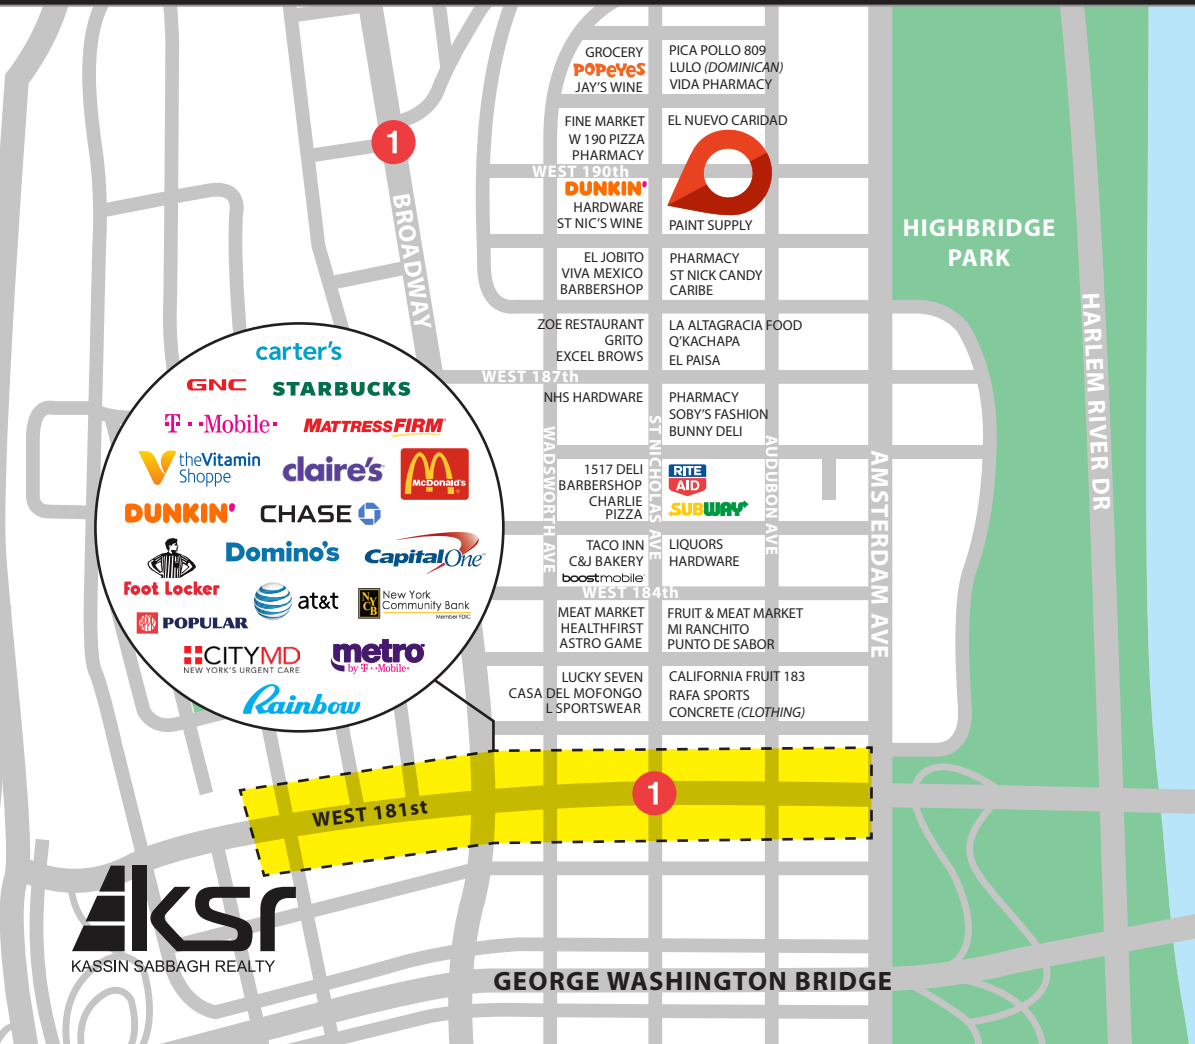 GROCERY
POPEYES
JAY'S WINE
PICA POLLO 809
LULO (DOMINICAN)
VIDA PHARMACY
FINE MARKET
W 190 PIZZA
PHARMACY
EL NUEVO CARIDAD
1
WEST 190th
DUNKIN'
HARDWARE
ST NIC'S WINE
PAINT SUPPLY
BROADWAY
HIGHBRIDGE
PARK
EL JOBITO
VIVA MEXICO
BARBERSHOP
PHARMACY
ST NICK CANDY
CARIBE
HARLEM RIVER DR
ZOE RESTAURANT
GRITO
EXCEL BROWS
LA ALTAGRACIA FOOD
Q'KACHAPA
EL PAISA
WEST 187th
NHS HARDWARE
PHARMACY
SOBY'S FASHION
BUNNY DELI
WADSWORTH AVE
ST NICHOLAS AVE
AUDUBON AVE
AMSTERDAM AVE
1517 DELI
BARBERSHOP
CHARLIE
PIZZA
RITE
AID
SUBWAY
TACO INN
C&J BAKERY
boostmobile
LIQUORS
HARDWARE
WEST 184th
MEAT MARKET
HEALTHFIRST
ASTRO GAME
FRUIT & MEAT MARKET
MI RANCHITO
PUNTO DE SABOR
LUCKY SEVEN
CASA DEL MOFONGO
L SPORTSWEAR
CALIFORNIA FRUIT 183
RAFA SPORTS
CONCRETE (CLOTHING)
carter's
GNC
STARBUCKS
T··Mobile·
MATTRESSFIRM
theVitamin
Shoppe
claire's
McDonald's
DUNKIN'
CHASE
Foot Locker
Domino's
Capital One
at&t
NYCB
New York
Community Bank
Member FDIC
POPULAR
CITYMD
NEW YORK'S URGENT CARE
metro
by T··Mobile·
Rainbow
WEST 181st
1
ksr
KASSIN SABBAGH REALTY
GEORGE WASHINGTON BRIDGE